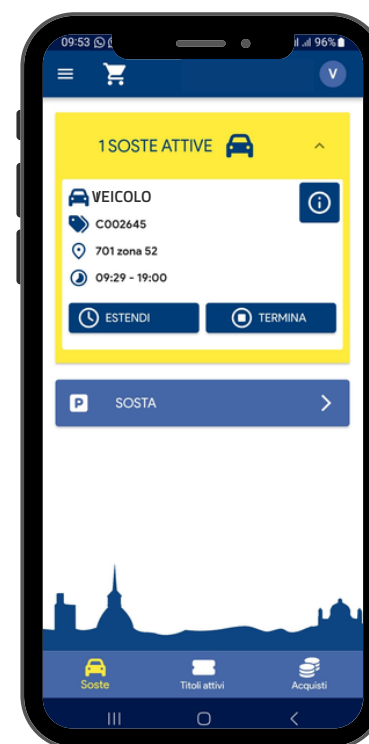 09:53 96%
V
1 SOSTE ATTIVE
VEICOLO
C002645
701 zona 52
09:29 - 19:00
ESTENDI TERMINA
P SOSTA
Soste Titoli attivi Acquisti